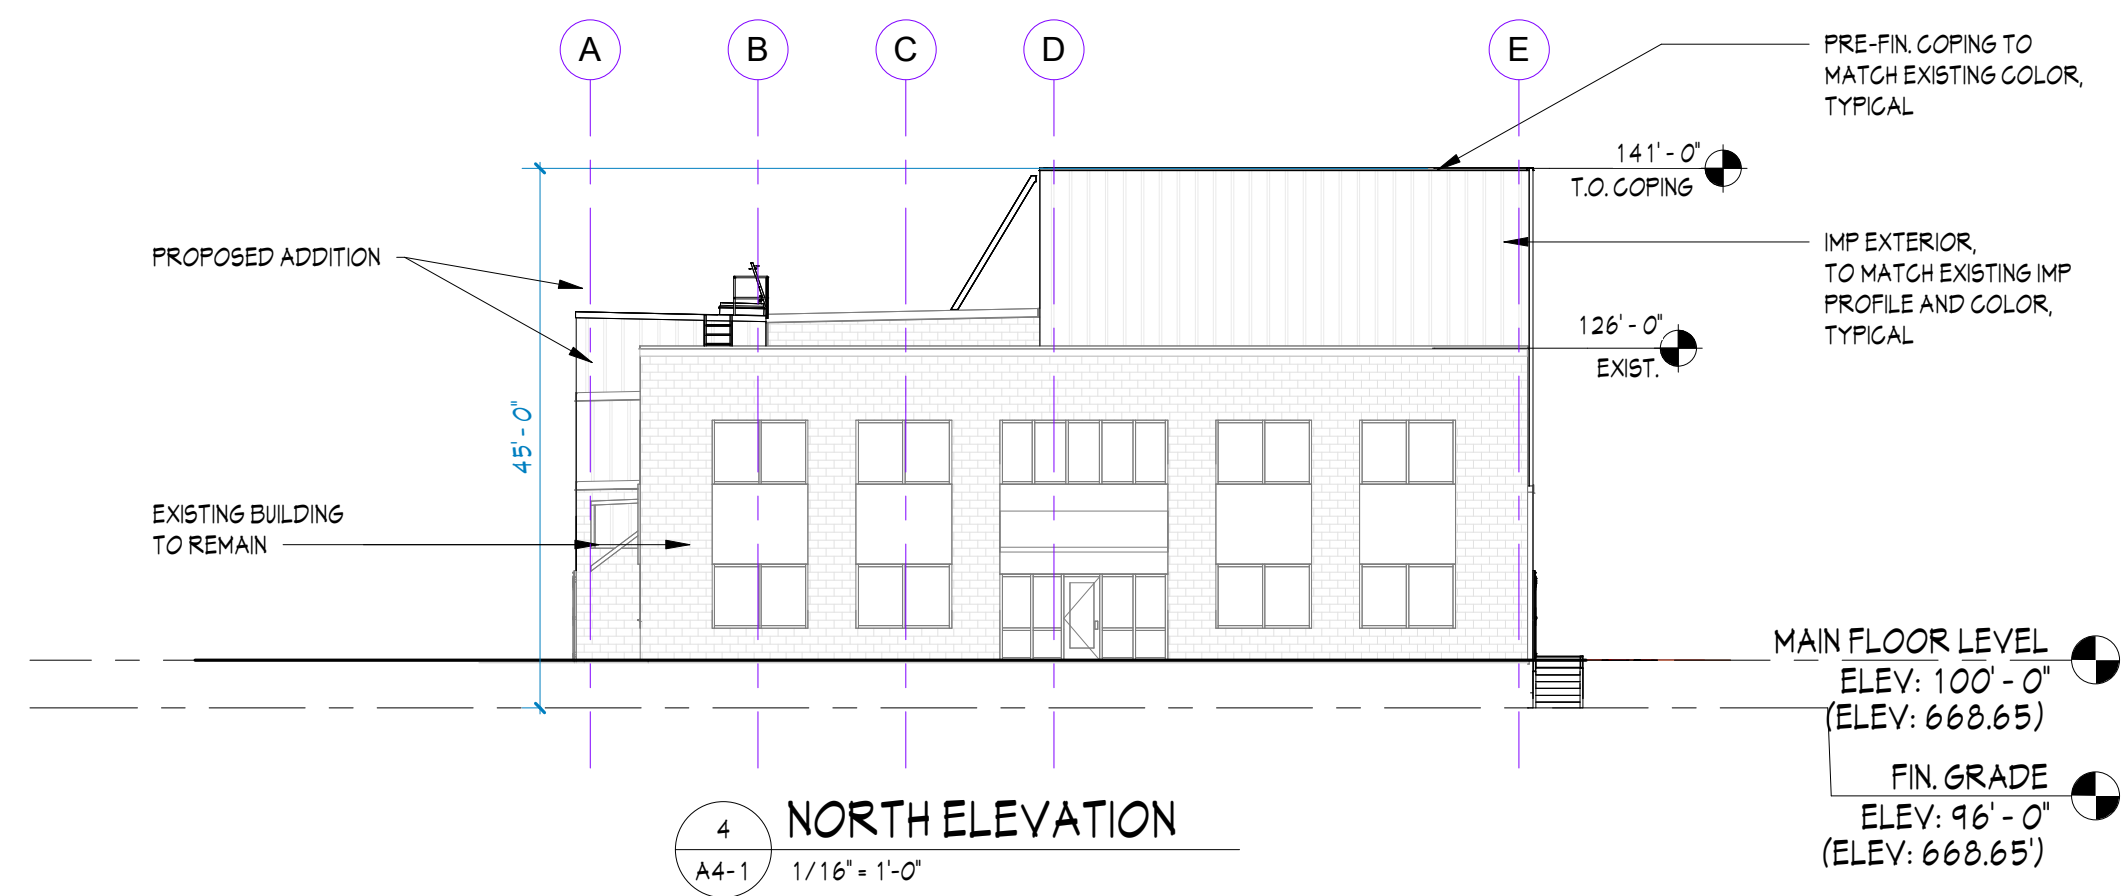 A
B
C
D
E
PRE-FIN. COPING TO
MATCH EXISTING COLOR,
TYPICAL
141'-0"
T.O. COPING
PROPOSED ADDITION
IMP EXTERIOR,
TO MATCH EXISTING IMP
PROFILE AND COLOR,
TYPICAL
126'-0"
EXIST.
45'-0"
EXISTING BUILDING
TO REMAIN
MAIN FLOOR LEVEL
ELEV: 100'-0"
(ELEV: 668.65)
FIN. GRADE
ELEV: 96'-0"
(ELEV: 668.65')
4
NORTH ELEVATION
A4-1
1/16" = 1'-0"